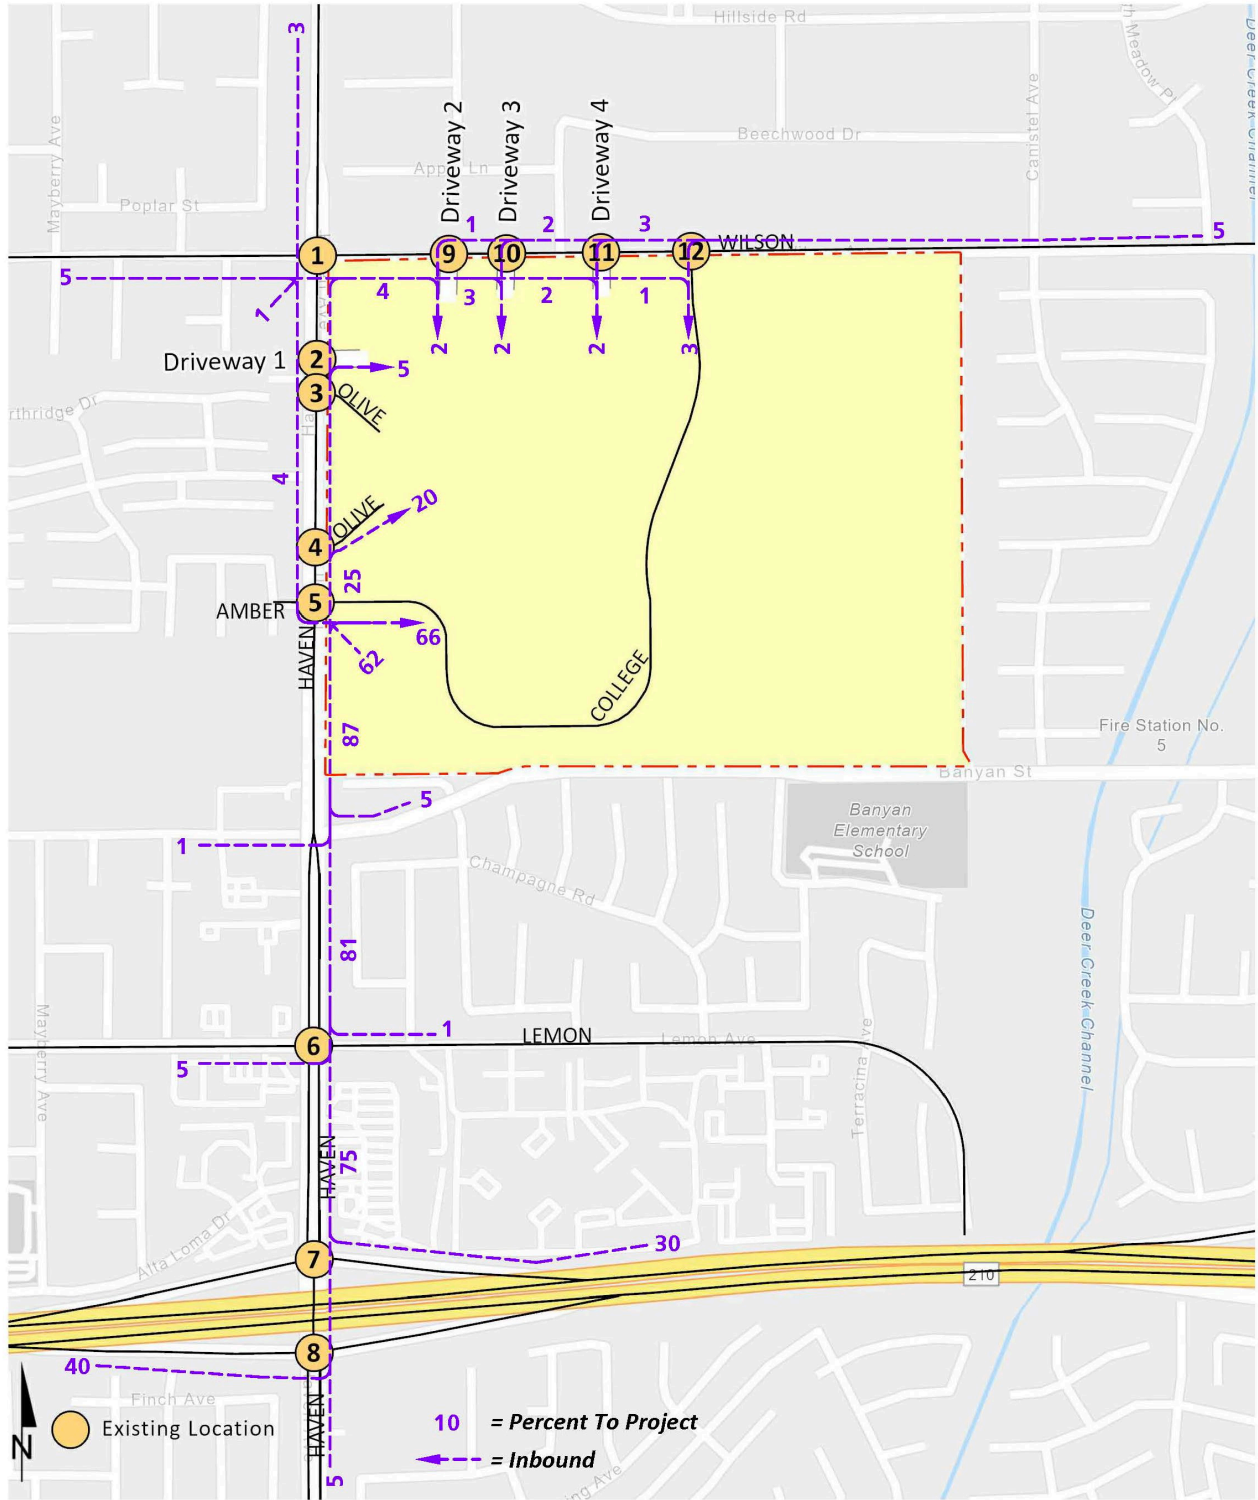 Hillside Rd
3
Mayberry Ave
Canistel Ave
Deer Creek Channel
Driveway 2
Driveway 3
Driveway 4
Beechwood Dr
Ln
Poplar St
1
2
3
5
1
9
10
11
12
WILSON
5
4
3
2
1
1
2
2
2
3
Driveway 1
2
5
3
OLIVE
4
OLIVE
20
4
25
AMBER
5
66
62
HAVEN
COLLEGE
87
Fire Station No.
5
Banyan St
5
Banyan
Elementary
School
1
Champagne Rd
81
Deer Creek Channel
Mayberry Ave
1
6
LEMON
Lemon Ave
5
Terracina Ave
HAVEN
75
Alta Loma Dr
30
7
210
8
40
Finch Ave
HAVEN
N
Existing Location
10 = Percent To Project
= Inbound
5